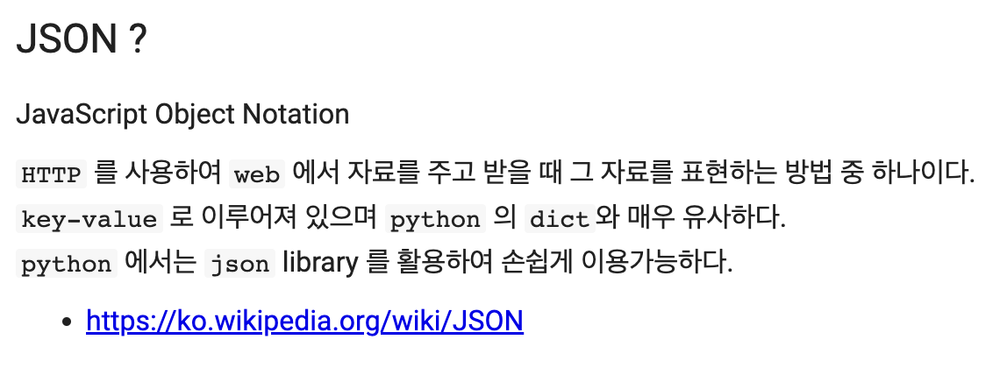 JSON ?
JavaScript Object Notation
HTTP 를 사용하여 web 에서 자료를 주고 받을 때 그 자료를 표현하는 방법 중 하나이다.
key-value 로 이루어져 있으며 python 의 dict와 매우 유사하다.
python 에서는 json library 를 활용하여 손쉽게 이용가능하다.
• https://ko.wikipedia.org/wiki/JSON